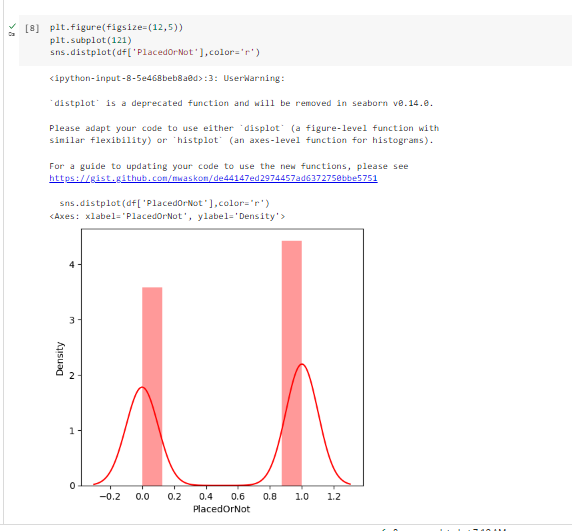 [8] plt.figure(figsize=(12,5))
0s
plt.subplot(121)
sns.distplot(df['PlacedOrNot'],color='r')
<ipython-input-8-5e468beb8a0d>:3: UserWarning:
`distplot` is a deprecated function and will be removed in seaborn v0.14.0.
Please adapt your code to use either `displot` (a figure-level function with
similar flexibility) or `histplot` (an axes-level function for histograms).
For a guide to updating your code to use the new functions, please see
https://gist.github.com/mwaskom/de44147ed2974457ad6372750bbe5751
sns.distplot(df['PlacedOrNot'],color='r')
<Axes: xlabel='PlacedOrNot', ylabel='Density'>
4
3
2
1
0
Density
−0.2 0.0 0.2 0.4 0.6 0.8 1.0 1.2
PlacedOrNot